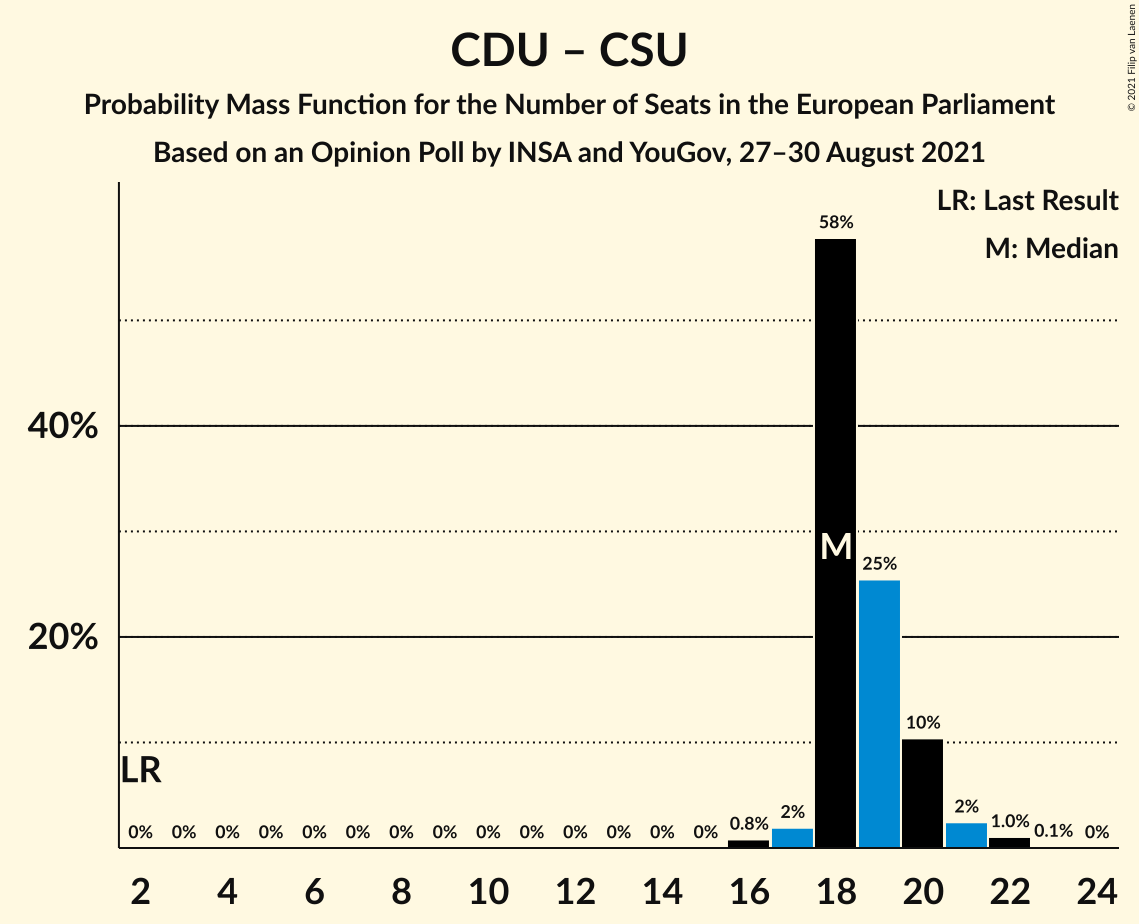 CDU – CSU
Probability Mass Function for the Number of Seats in the European Parliament
Based on an Opinion Poll by INSA and YouGov, 27–30 August 2021
© 2021 Filip van Laenen
LR: Last Result
M: Median
58%
40%
M
25%
20%
10%
LR
0% 0% 0% 0% 0% 0% 0% 0% 0% 0% 0% 0% 0% 0% 0.8% 2% 2% 1.0% 0.1% 0%
2 4 6 8 10 12 14 16 18 20 22 24